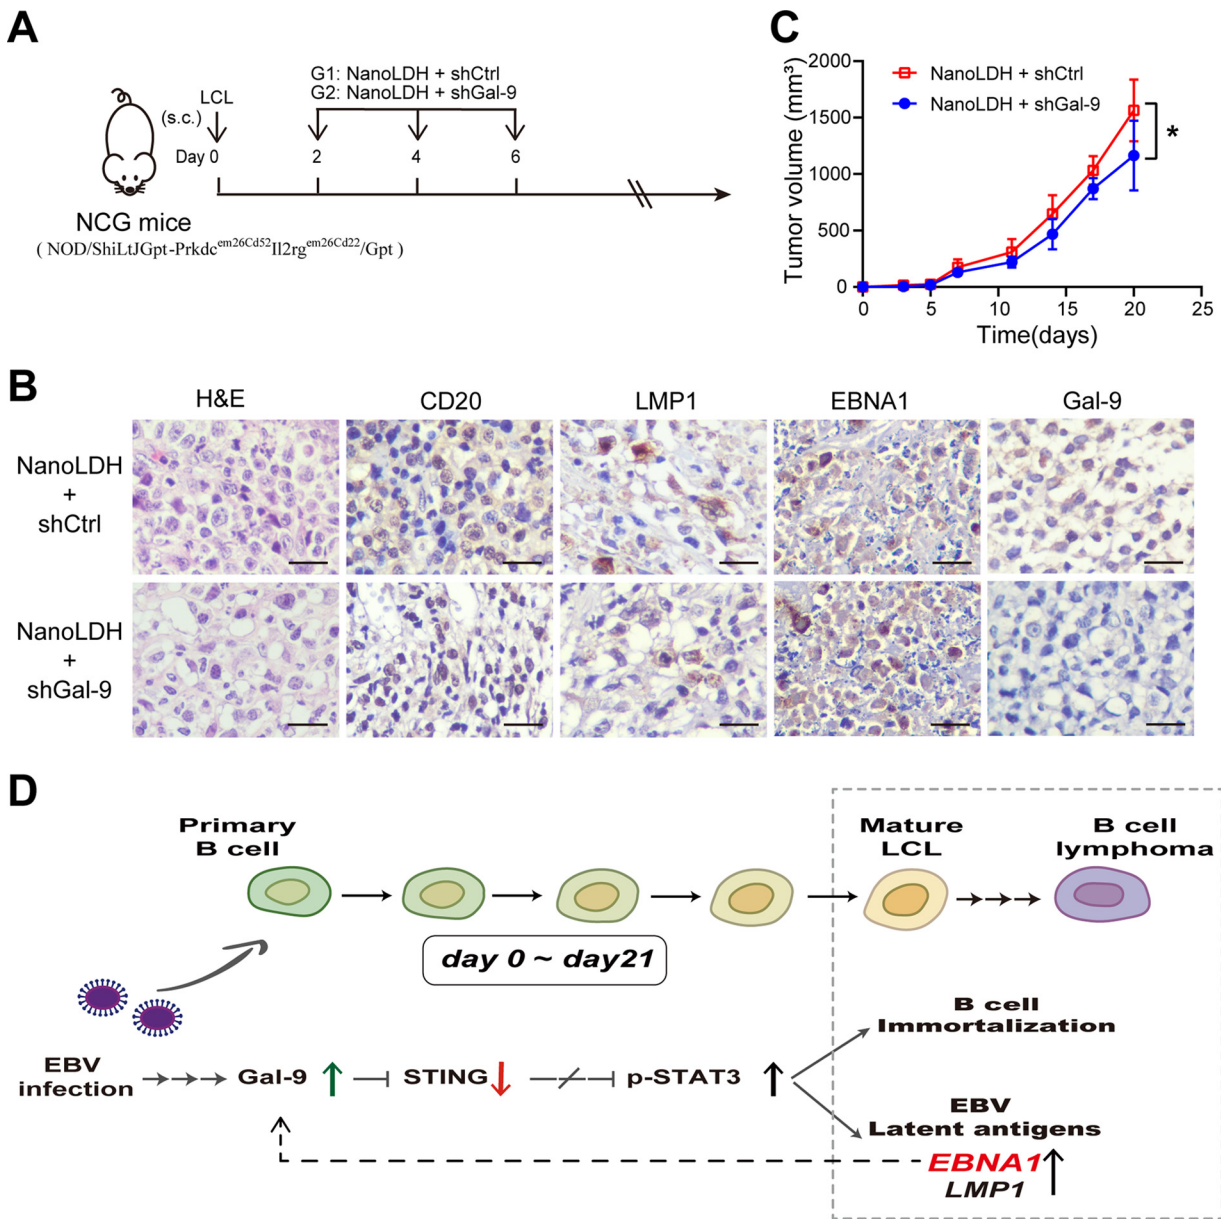 A
LCL
(s.c.)
G1: NanoLDH + shCtrl
G2: NanoLDH + shGal-9
Day 0 2 4 6
NCG mice
( NOD/ShiLtJGpt-Prkdcem26Cd52Il2rgem26Cd22/Gpt )
C
Tumor volume (mm³)
2000
1500
1000
500
0
NanoLDH + shCtrl
NanoLDH + shGal-9
*
0 5 10 15 20 25
Time(days)
B
H&E CD20 LMP1 EBNA1 Gal-9
NanoLDH
+
shCtrl
NanoLDH
+
shGal-9
D
Primary
B cell
Mature
LCL
B cell
lymphoma
day 0 ~ day21
B cell
Immortalization
EBV
infection
Gal-9
STING
p-STAT3
EBV
Latent antigens
EBNA1
LMP1